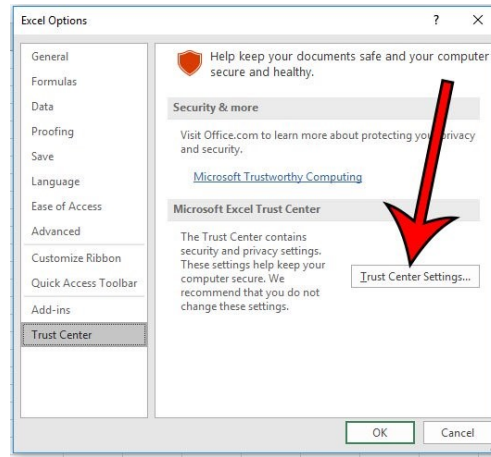 Excel Options
?
General
Formulas
Data
Proofing
Save
Language
Ease of Access
Advanced
Customize Ribbon
Quick Access Toolbar
Add-ins
Trust Center
Help keep your documents safe and your computer
secure and healthy.
Security & more
Visit Office.com to learn more about protecting your privacy
and security.
Microsoft Trustworthy Computing
Microsoft Excel Trust Center
The Trust Center contains
security and privacy settings.
These settings help keep your
computer secure. We
recommend that you do not
change these settings.
Trust Center Settings...
OK
Cancel